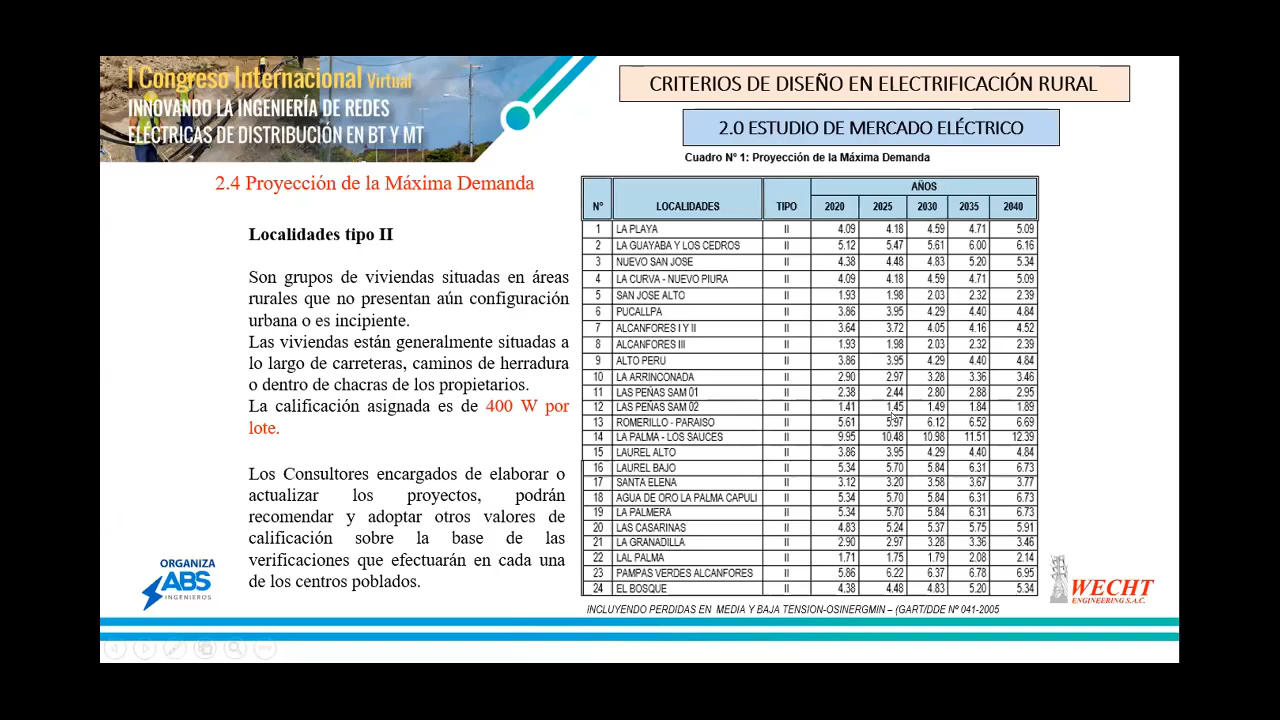 I Congreso Internacional Virtual
INNOVANDO LA INGENIERÍA DE REDES
ELÉCTRICAS DE DISTRIBUCIÓN EN BT Y MT
CRITERIOS DE DISEÑO EN ELECTRIFICACIÓN RURAL
2.0 ESTUDIO DE MERCADO ELÉCTRICO
Cuadro Nº 1: Proyección de la Máxima Demanda
2.4 Proyección de la Máxima Demanda
Localidades tipo II
Son grupos de viviendas situadas en áreas
rurales que no presentan aún configuración
urbana o es incipiente.
Las viviendas están generalmente situadas a
lo largo de carreteras, caminos de herradura
o dentro de chacras de los propietarios.
La calificación asignada es de 400 W por
lote.
Los Consultores encargados de elaborar o
actualizar los proyectos, podrán
recomendar y adoptar otros valores de
calificación sobre la base de las
verificaciones que efectuarán en cada una
de los centros poblados.
AÑOS
N° LOCALIDADES TIPO 2020 2025 2030 2035 2040
1 LA PLAYA II 4.09 4.18 4.59 4.71 5.09
2 LA GUAYABA Y LOS CEDROS II 5.12 5.47 5.61 6.00 6.16
3 NUEVO SAN JOSE II 4.38 4.48 4.83 5.20 5.34
4 LA CURVA - NUEVO PIURA II 4.09 4.18 4.59 4.71 5.09
5 SAN JOSE ALTO II 1.93 1.98 2.03 2.32 2.39
6 PUCALLPA II 3.86 3.95 4.29 4.40 4.84
7 ALCANFORES I Y II II 3.64 3.72 4.05 4.16 4.52
8 ALCANFORES III II 1.93 1.98 2.03 2.32 2.39
9 ALTO PERU II 3.86 3.95 4.29 4.40 4.84
10 LA ARRINCONADA II 2.90 2.97 3.28 3.36 3.46
11 LAS PEÑAS SAM 01 II 2.38 2.44 2.80 2.88 2.95
12 LAS PEÑAS SAM 02 II 1.41 1.45 1.49 1.84 1.89
13 ROMERILLO - PARAISO II 5.61 5.97 6.12 6.52 6.69
14 LA PALMA - LOS SAUCES II 9.95 10.48 10.98 11.51 12.39
15 LAUREL ALTO II 3.86 3.95 4.29 4.40 4.84
16 LAUREL BAJO II 5.34 5.70 5.84 6.31 6.73
17 SANTA ELENA II 3.12 3.20 3.58 3.67 3.77
18 AGUA DE ORO LA PALMA CAPULI II 5.34 5.70 5.84 6.31 6.73
19 LA PALMERA II 5.34 5.70 5.84 6.31 6.73
20 LAS CASARINAS II 4.83 5.24 5.37 5.75 5.91
21 LA GRANADILLA II 2.90 2.97 3.28 3.36 3.46
22 LAL PALMA II 1.71 1.75 1.79 2.08 2.14
23 PAMPAS VERDES ALCANFORES II 5.86 6.22 6.37 6.78 6.95
24 EL BOSQUE II 4.38 4.48 4.83 5.20 5.34
INCLUYENDO PERDIDAS EN MEDIA Y BAJA TENSION-OSINERGMIN – (GART/DDE Nº 041-2005
ORGANIZA
ABS
INGENIEROS
WECHT
ENGINEERING S.A.C.